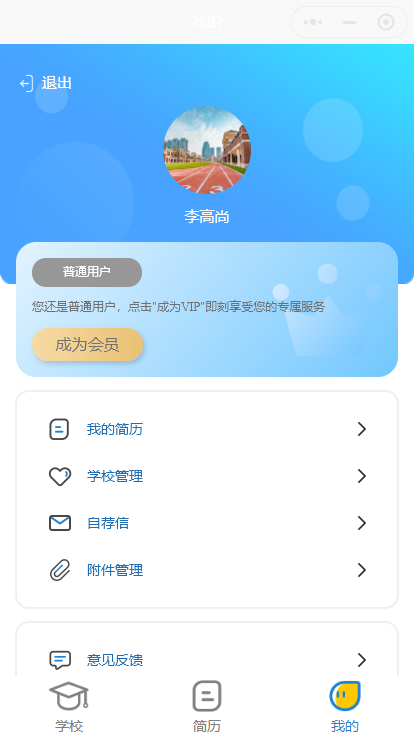 我的
退出
李高尚
普通用户
您还是普通用户，点击"成为VIP"即刻享受您的专属服务
成为会员
我的简历
学校管理
自荐信
附件管理
意见反馈
学校
简历
我的